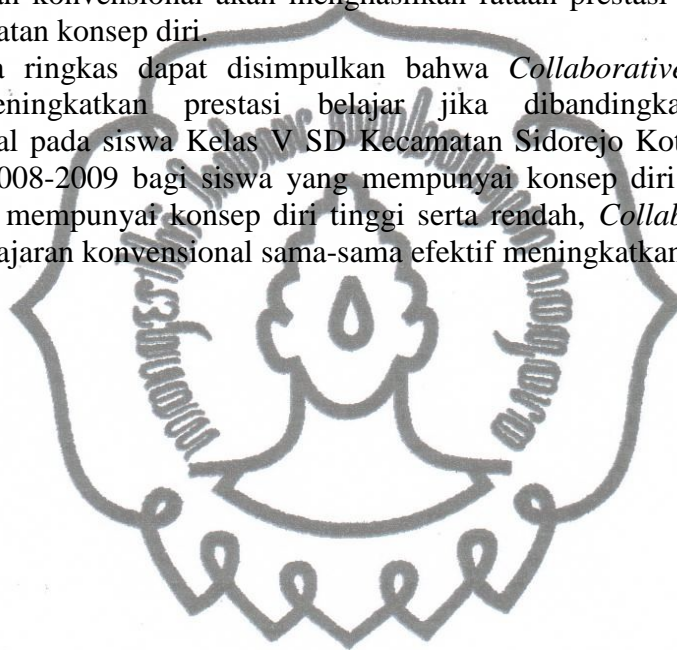 an konvensional akan menghasilkan rataan prestasi
atan konsep diri.
a ringkas dapat disimpulkan bahwa Collaborative
eningkatkan prestasi belajar jika dibandingka
al pada siswa Kelas V SD Kecamatan Sidorejo Kot
008-2009 bagi siswa yang mempunyai konsep diri
mempunyai konsep diri tinggi serta rendah, Collab
ajaran konvensional sama-sama efektif meningkatkan